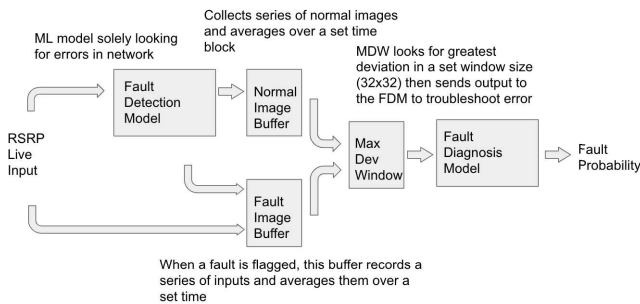 Collects series of normal images
and averages over a set time
block
ML model solely looking
for errors in network
MDW looks for greatest
deviation in a set window size
(32x32) then sends output to
the FDM to troubleshoot error
Fault
Detection
Model
Normal
Image
Buffer
RSRP
Live
Input
Max
Dev
Window
Fault
Diagnosis
Model
Fault
Probability
Fault
Image
Buffer
When a fault is flagged, this buffer records a
series of inputs and averages them over a
set time